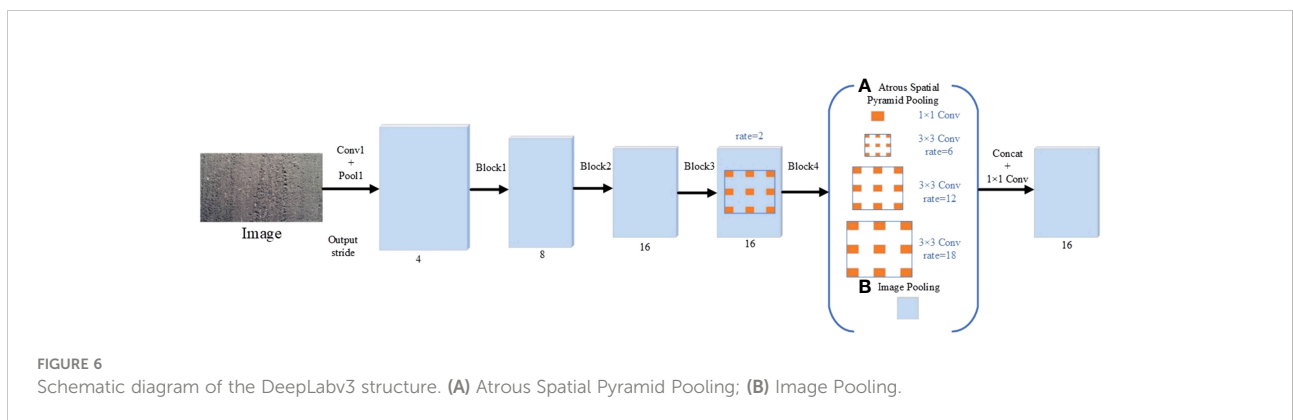 A Atrous Spatial
Pyramid Pooling
1×1 Conv
3×3 Conv
rate=6
3×3 Conv
rate=12
3×3 Conv
rate=18
B Image Pooling
Conv1
+
Pool1
Image
Output
stride
4
Block1
8
Block2
16
Block3
rate=2
16
Block4
Concat
+
1×1 Conv
16
FIGURE 6
Schematic diagram of the DeepLabv3 structure. (A) Atrous Spatial Pyramid Pooling; (B) Image Pooling.